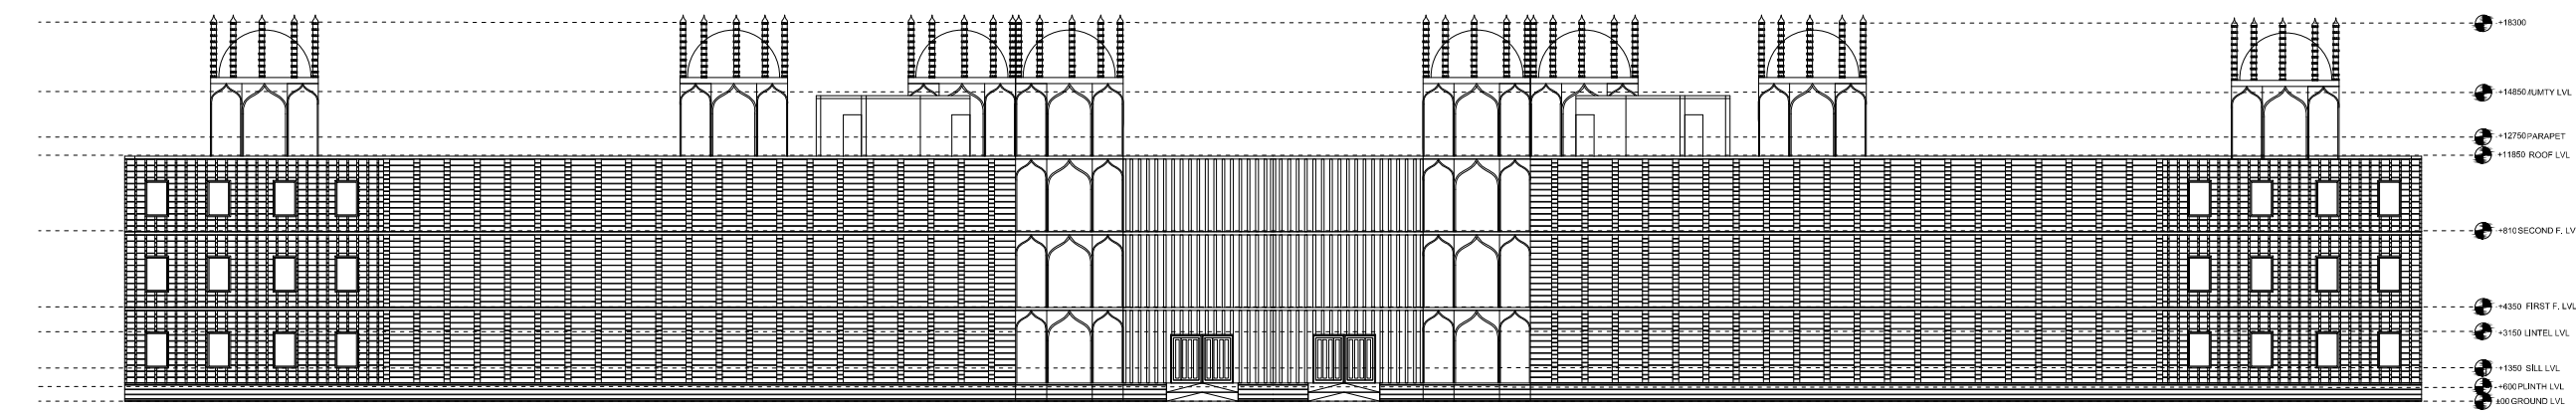 +18300
+14850 MUMTY LVL
+12750 PARAPET
+11850 ROOF LVL
+810 SECOND F. LV
+4350 FIRST F. LVL
+3150 LINTEL LVL
+1350 SILL LVL
+600 PLINTH LVL
±00 GROUND LVL